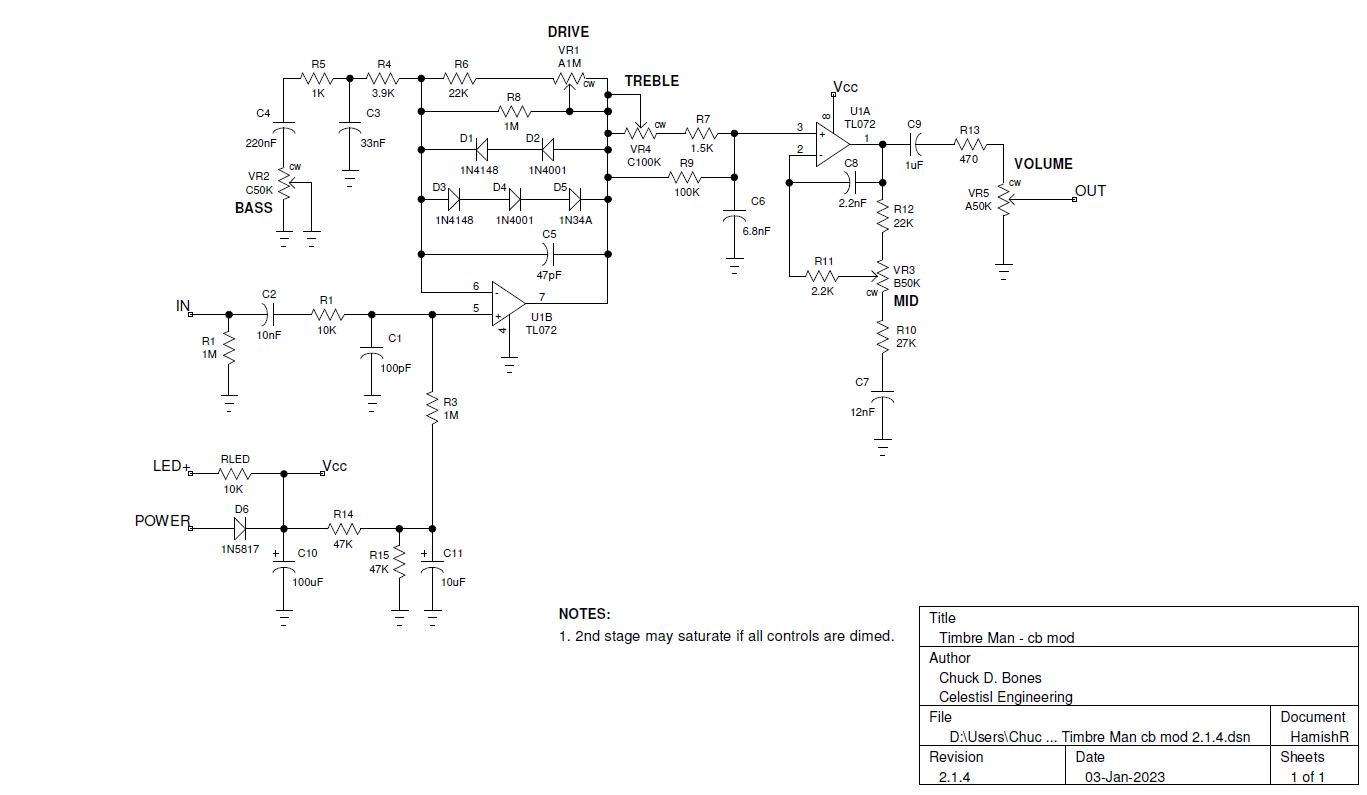 DRIVE
VR1
A1M
cw
R5
1K
R4
3.9K
R6
22K
TREBLE
C4
220nF
C3
33nF
R8
1M
cw
VR4
C100K
R7
1.5K
D1
1N4148
D2
1N4001
R9
100K
cw
VR2
C50K
BASS
D3
1N4148
D4
1N4001
D5
1N34A
C6
6.8nF
C5
47pF
Vcc
8
U1A
TL072
3
+
2
-
1
C9
1uF
R13
470
VOLUME
cw
VR5
A50K
OUT
C8
2.2nF
R12
22K
R11
2.2K
VR3
B50K
cw
MID
R10
27K
C7
12nF
IN
C2
10nF
R1
10K
R1
1M
C1
100pF
6
-
5
+
7
4
U1B
TL072
R3
1M
LED+
RLED
10K
Vcc
POWER
D6
1N5817
R14
47K
+
C10
100uF
R15
47K
+
C11
10uF
NOTES:
1. 2nd stage may saturate if all controls are dimed.
Title
Timbre Man - cb mod
Author
Chuck D. Bones
Celestisl Engineering
File
D:\Users\Chuc ... Timbre Man cb mod 2.1.4.dsn
Document
HamishR
Revision
2.1.4
Date
03-Jan-2023
Sheets
1 of 1